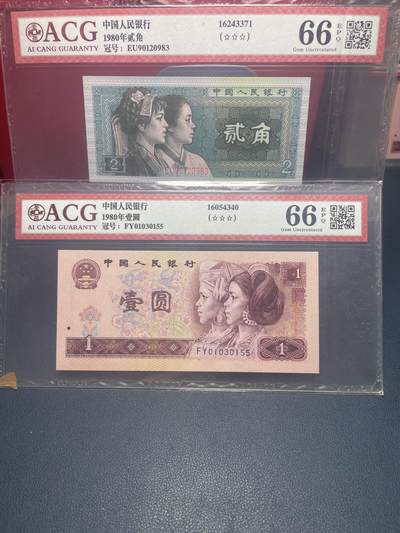 ACG
AI CANG GUARANTY
中国人民银行
1980年贰角
冠号：EU90120983
16243371
(☆☆☆)
66
EPQ
Gem Uncirculated
中国人民银行
贰角
2
2
ACG
AI CANG GUARANTY
中国人民银行
1980年壹圆
冠号：FY01030155
16054340
(☆☆☆)
66
EPQ
Gem Uncirculated
中国人民银行
1
壹圆
FY01030155
1
1